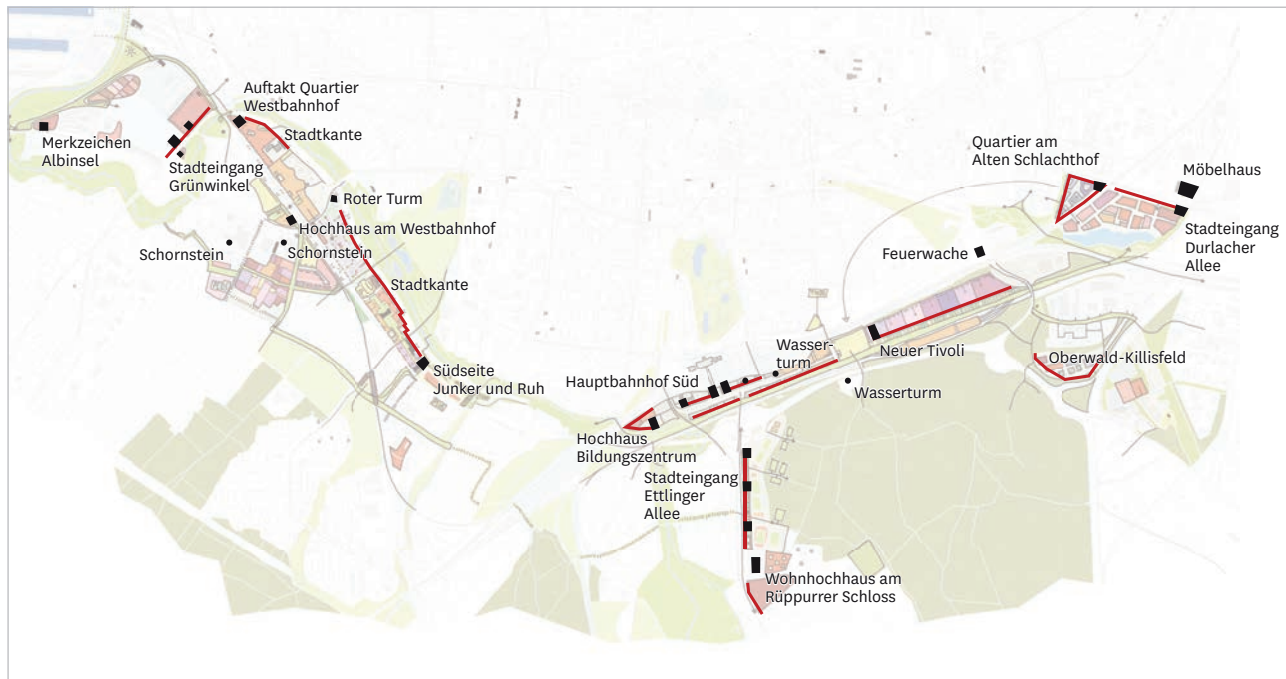 Auftakt Quartier
Westbahnhof
Stadtkante
Merkzeichen
Albinsel
Stadteingang
Grünwinkel
Roter Turm
Hochhaus am Westbahnhof
Schornstein
Schornstein
Stadtkante
Südseite
Junker und Ruh
Quartier am
Alten Schlachthof
Möbelhaus
Stadteingang
Durlacher
Allee
Feuerwache
Neuer Tivoli
Oberwald-Killisfeld
Wasser-
turm
Hauptbahnhof Süd
Wasserturm
Hochhaus
Bildungszentrum
Stadteingang
Ettlinger
Allee
Wohnhochhaus am
Rüppurrer Schloss